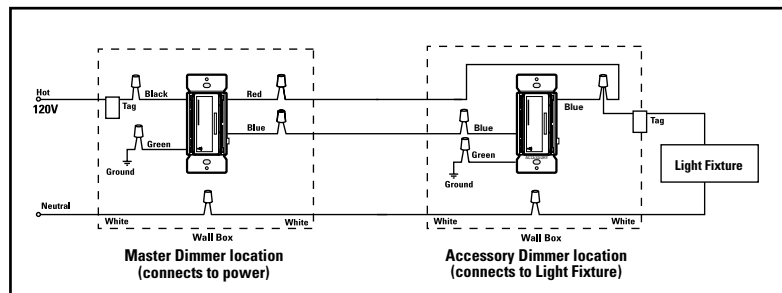 Hot
120V
Tag
Black
Red
Green
Blue
Ground
Neutral
White
White
Wall Box
Master Dimmer location
(connects to power)
Blue
Tag
Blue
Green
Ground
ACCESSORY
Light Fixture
White
White
Wall Box
Accessory Dimmer location
(connects to Light Fixture)